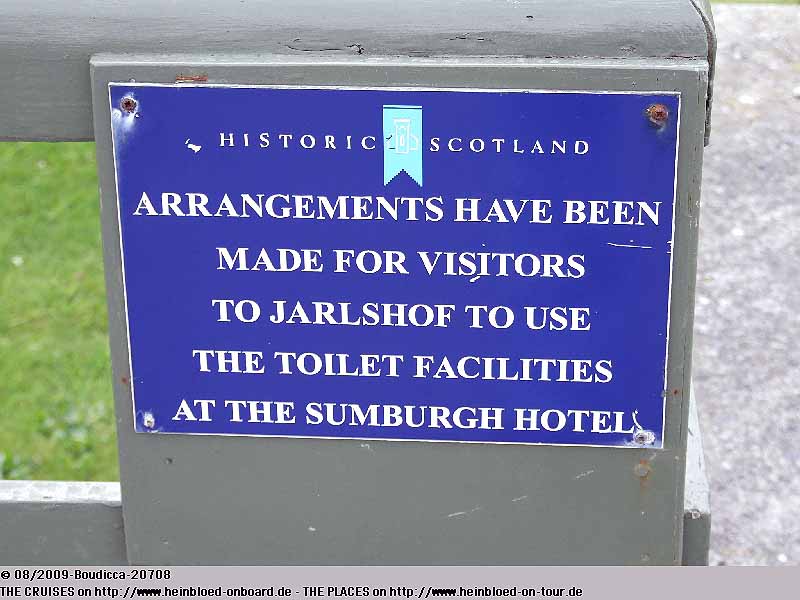 HISTORIC SCOTLAND
ARRANGEMENTS HAVE BEEN
MADE FOR VISITORS
TO JARLSHOF TO USE
THE TOILET FACILITIES
AT THE SUMBURGH HOTEL
© 08/2009-Boudicca-20708
THE CRUISES on http://www.heinbloed-onboard.de - THE PLACES on http://www.heinbloed-on-tour.de